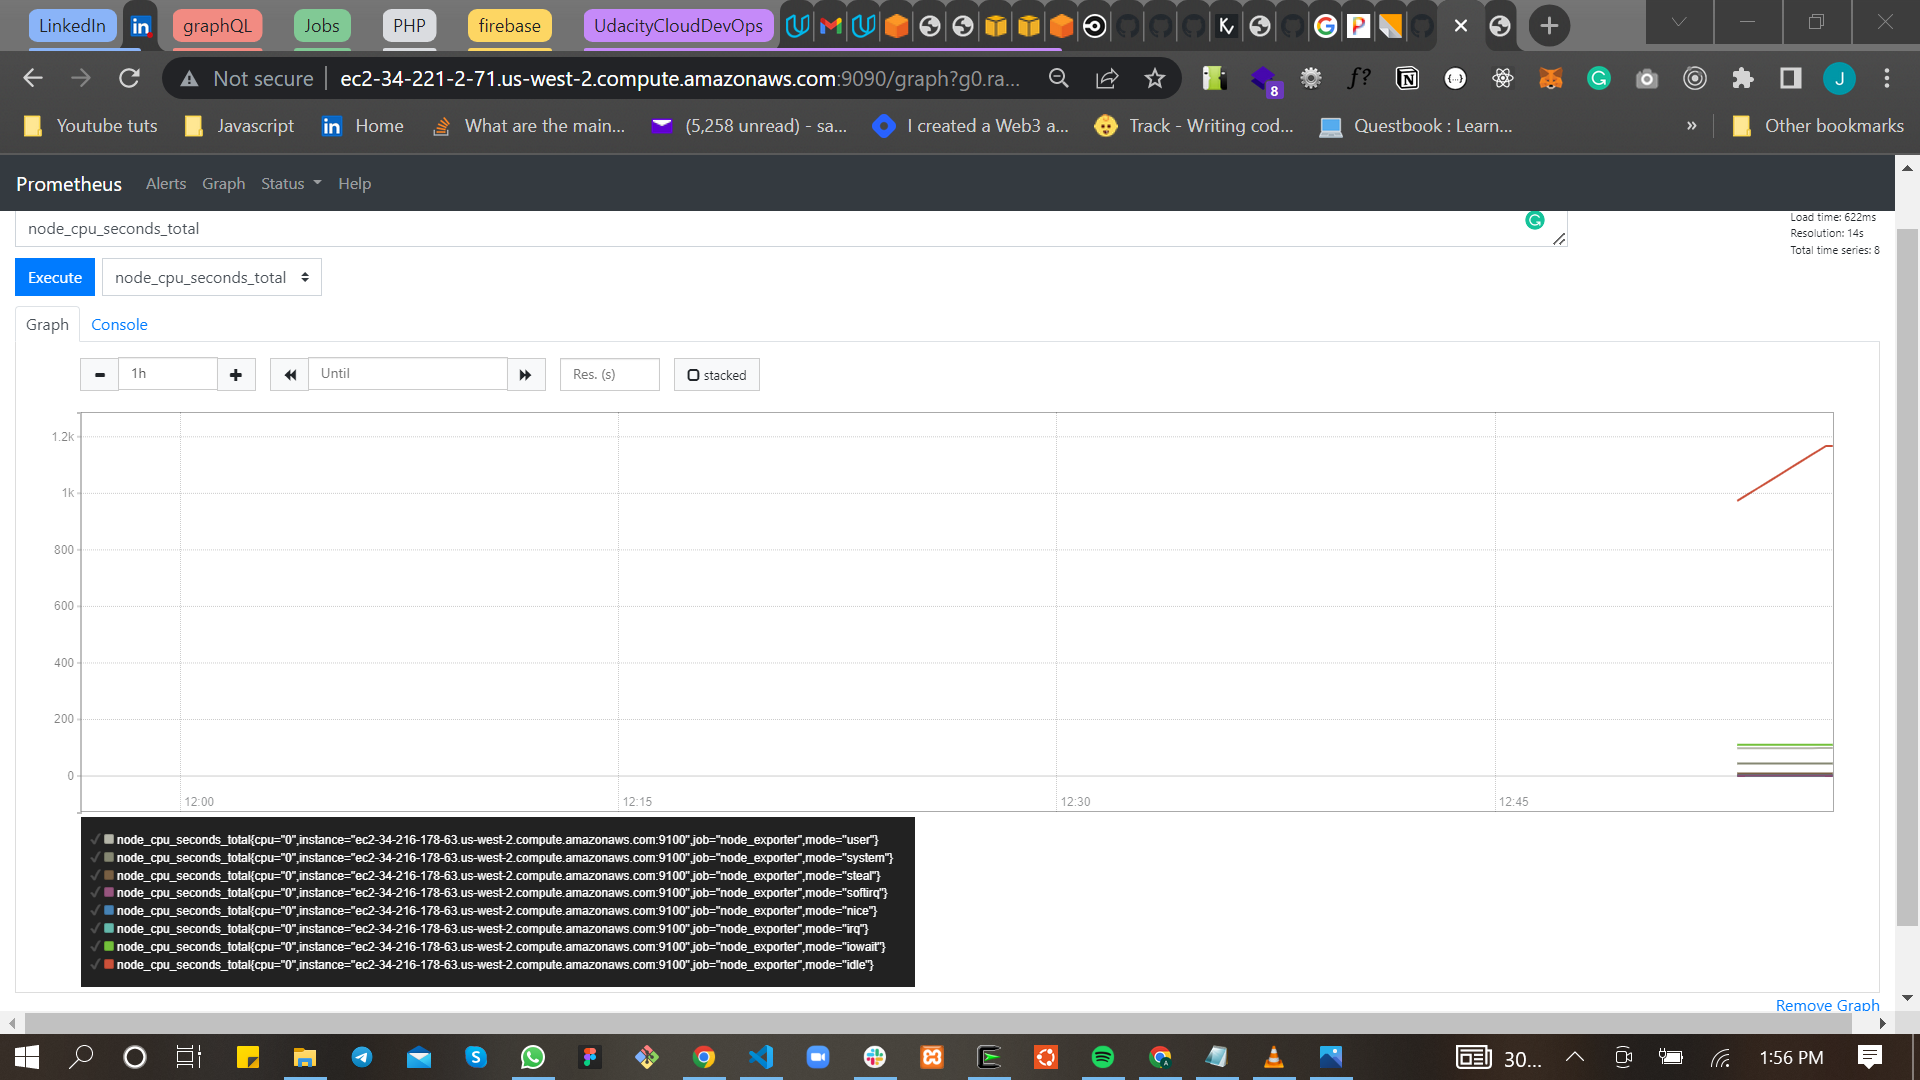 LinkedIn graphQL Jobs PHP firebase UdacityCloudDevOps
Not secure ec2-34-221-2-71.us-west-2.compute.amazonaws.com:9090/graph?g0.ra...
8
J
Youtube tuts Javascript Home What are the main... (5,258 unread) - sa... I created a Web3 a... Track - Writing cod... Questbook : Learn... » Other bookmarks
Prometheus Alerts Graph Status Help
node_cpu_seconds_total
Load time: 622ms
Resolution: 14s
Total time series: 8
Execute node_cpu_seconds_total
Graph Console
1h Until Res. (s) stacked
1.2k
1k
800
600
400
200
0
12:00 12:15 12:30 12:45
node_cpu_seconds_total{cpu="0",instance="ec2-34-216-178-63.us-west-2.compute.amazonaws.com:9100",job="node_exporter",mode="user"}
node_cpu_seconds_total{cpu="0",instance="ec2-34-216-178-63.us-west-2.compute.amazonaws.com:9100",job="node_exporter",mode="system"}
node_cpu_seconds_total{cpu="0",instance="ec2-34-216-178-63.us-west-2.compute.amazonaws.com:9100",job="node_exporter",mode="steal"}
node_cpu_seconds_total{cpu="0",instance="ec2-34-216-178-63.us-west-2.compute.amazonaws.com:9100",job="node_exporter",mode="softirq"}
node_cpu_seconds_total{cpu="0",instance="ec2-34-216-178-63.us-west-2.compute.amazonaws.com:9100",job="node_exporter",mode="nice"}
node_cpu_seconds_total{cpu="0",instance="ec2-34-216-178-63.us-west-2.compute.amazonaws.com:9100",job="node_exporter",mode="irq"}
node_cpu_seconds_total{cpu="0",instance="ec2-34-216-178-63.us-west-2.compute.amazonaws.com:9100",job="node_exporter",mode="iowait"}
node_cpu_seconds_total{cpu="0",instance="ec2-34-216-178-63.us-west-2.compute.amazonaws.com:9100",job="node_exporter",mode="idle"}
Remove Graph
30... 1:56 PM